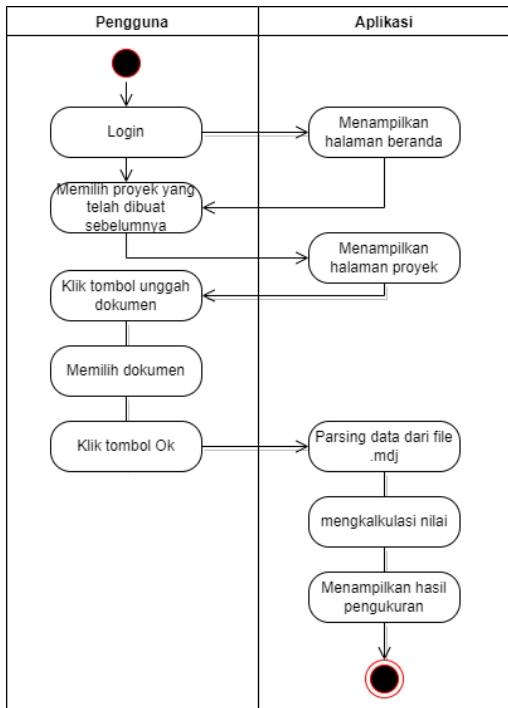 Pengguna
Aplikasi
Login
Menampilkan
halaman beranda
Memilih proyek yang
telah dibuat
sebelumnya
Menampilkan
halaman proyek
Klik tombol unggah
dokumen
Memilih dokumen
Klik tombol Ok
Parsing data dari file
.mdj
mengkalkulasi nilai
Menampilkan hasil
pengukuran